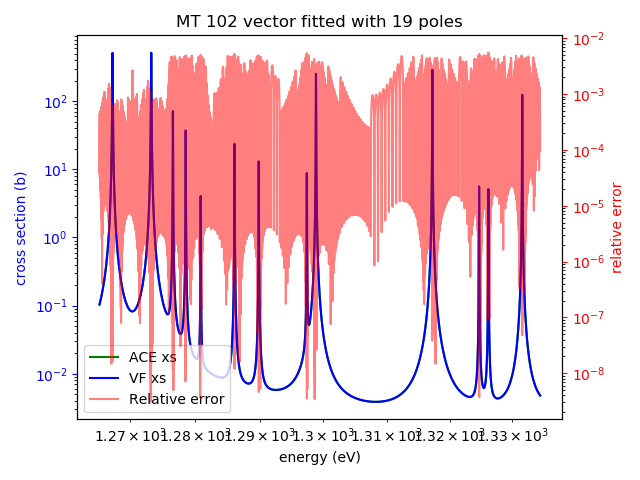 MT 102 vector fitted with 19 poles
10²
10¹
10⁰
10⁻¹
10⁻²
cross section (b)
10⁻²
10⁻³
10⁻⁴
10⁻⁵
10⁻⁶
10⁻⁷
10⁻⁸
relative error
ACE xs
VF xs
Relative error
1.27 × 10³ 1.28 × 10³ 1.29 × 10³ 1.3 × 10³ 1.31 × 10³ 1.32 × 10³ 1.33 × 10³
energy (eV)